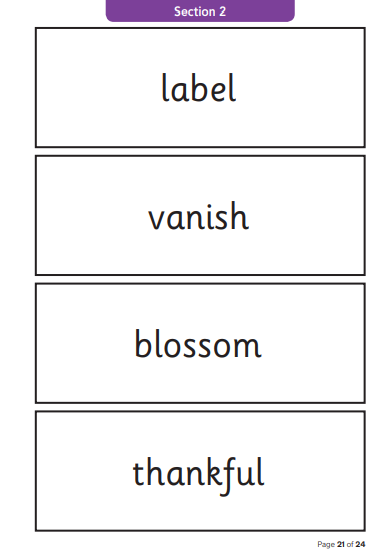 Section 2
label
vanish
blossom
thankful
Page 21 of 24